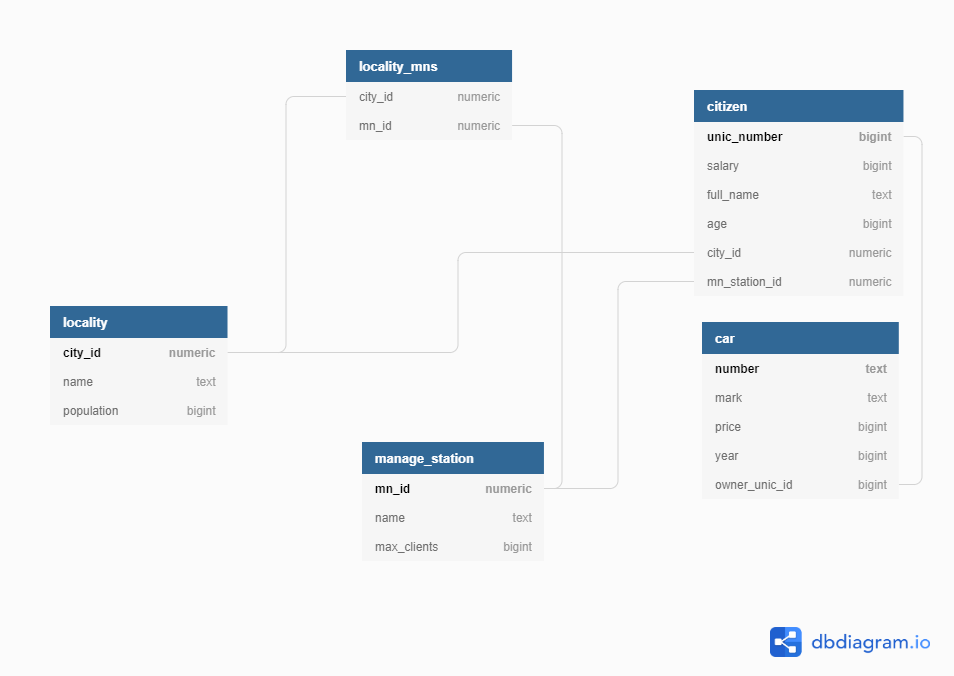 locality_mns
city_id numeric
mn_id numeric
citizen
unic_number bigint
salary bigint
full_name text
age bigint
city_id numeric
mn_station_id numeric
locality
city_id numeric
name text
population bigint
car
number text
mark text
price bigint
year bigint
owner_unic_id bigint
manage_station
mn_id numeric
name text
max_clients bigint
dbdiagram.io